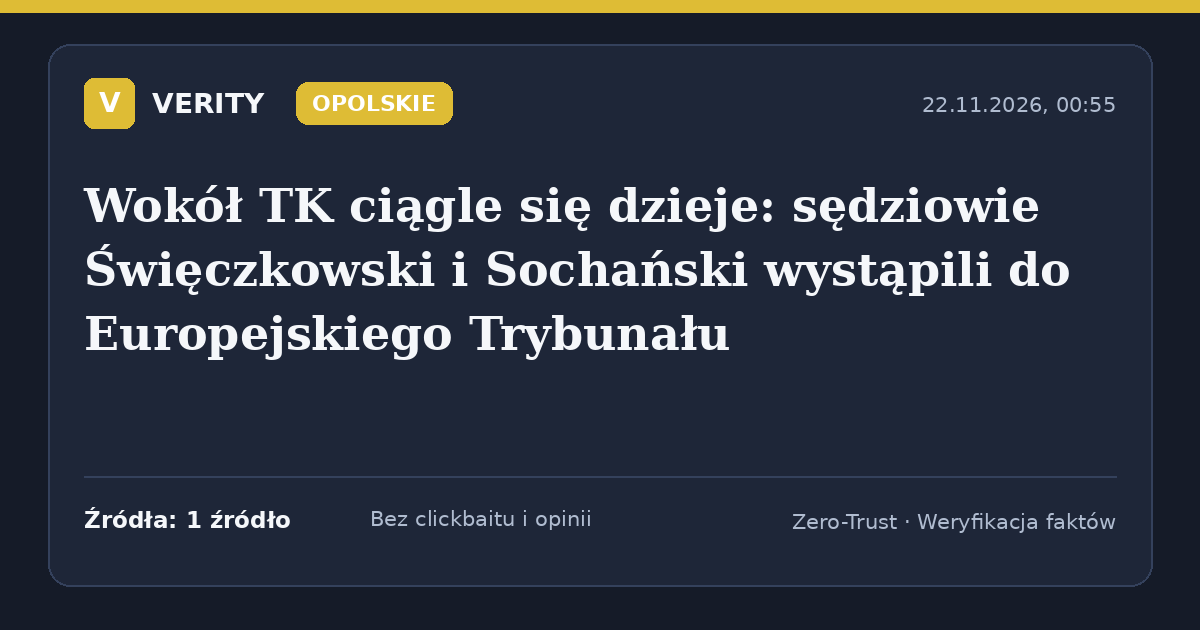 V VERITY OPOLSKIE 22.11.2026, 00:55
Wokół TK ciągle się dzieje: sędziowie
Święczkowski i Sochański wystąpili do
Europejskiego Trybunału
Źródła: 1 źródło Bez clickbaitu i opinii Zero-Trust · Weryfikacja faktów